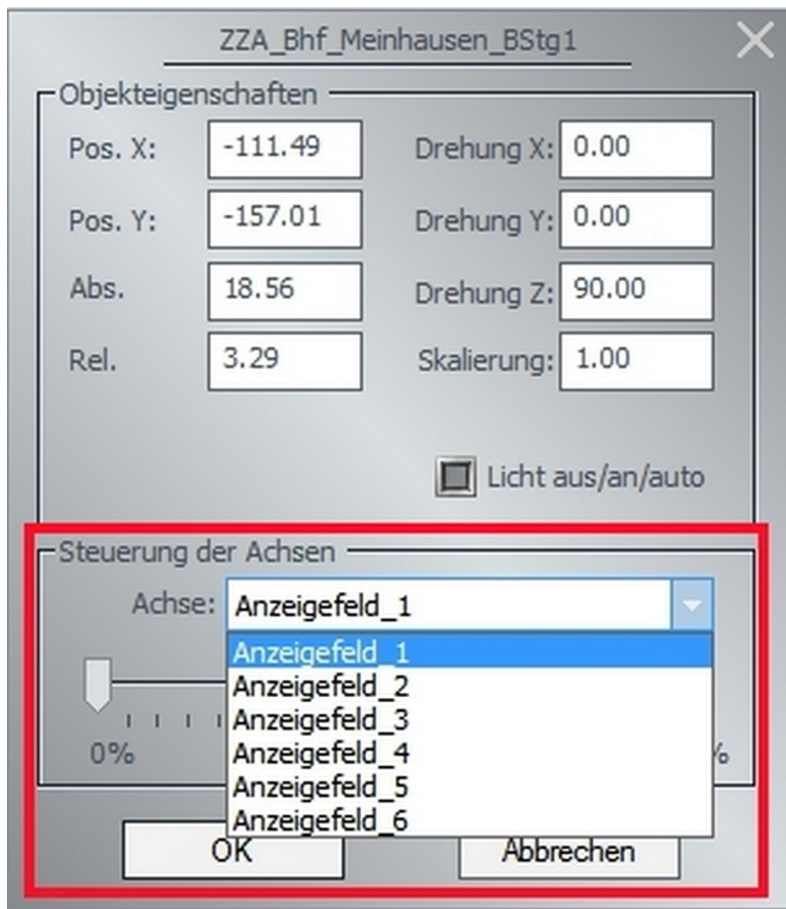 ZZA_Bhf_Meinhausen_BStg1
Objekteigenschaften
Pos. X: -111.49 Drehung X: 0.00
Pos. Y: -157.01 Drehung Y: 0.00
Abs. 18.56 Drehung Z: 90.00
Rel. 3.29 Skalierung: 1.00
Licht aus/an/auto
Steuerung der Achsen
Achse: Anzeigefeld_1
Anzeigefeld_1
Anzeigefeld_2
Anzeigefeld_3
Anzeigefeld_4
0% %
Anzeigefeld_5
Anzeigefeld_6
OK Abbrechen